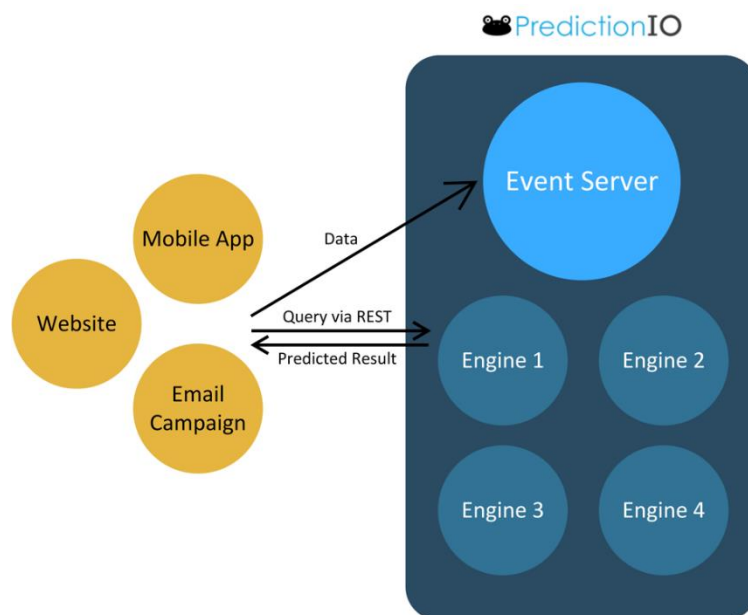 PredictionIO
Event Server
Mobile App
Data
Website
Query via REST
Predicted Result
Engine 1
Engine 2
Email
Campaign
Engine 3
Engine 4